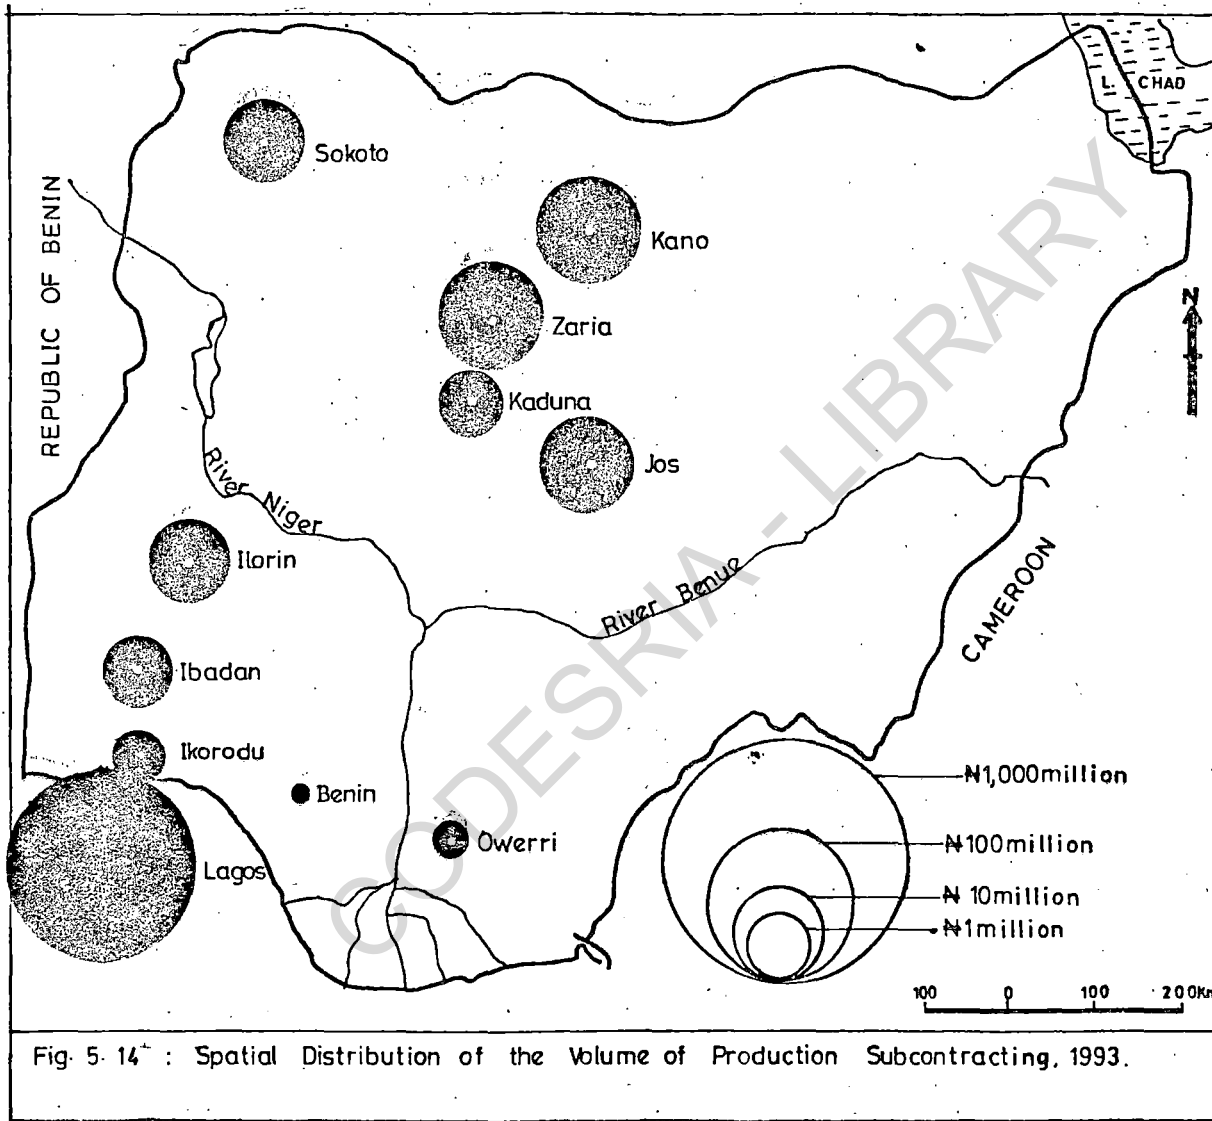 L. CHAD
Sokoto
REPUBLIC OF BENIN
Kano
N
Zaria
Kaduna
Jos
River Niger
Ilorin
River Benue
CAMEROON
Ibadan
Ikorodu
₦1,000million
Benin
Owerri
₦100million
Lagos
₦ 10million
₦1million
100 0 100 200Km
Fig. 5.14 : Spatial Distribution of the Volume of Production Subcontracting, 1993.
CODESRIA - LIBRARY